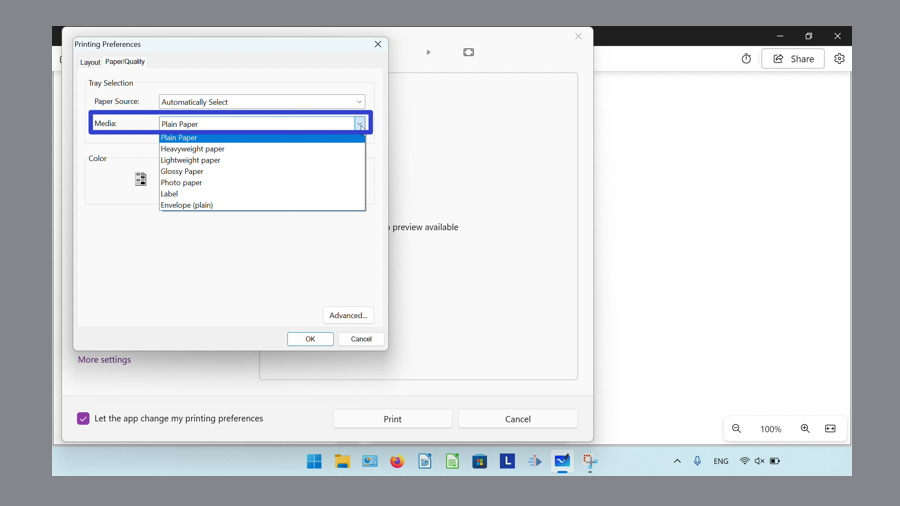 Printing Preferences
Layout
Paper/Quality
Tray Selection
Paper Source:
Automatically Select
Media:
Plain Paper
Plain Paper
Heavyweight paper
Lightweight paper
Glossy Paper
Photo paper
Label
Envelope (plain)
Color
Advanced...
OK
Cancel
preview available
More settings
Let the app change my printing preferences
Print
Cancel
Share
100%
L
ENG